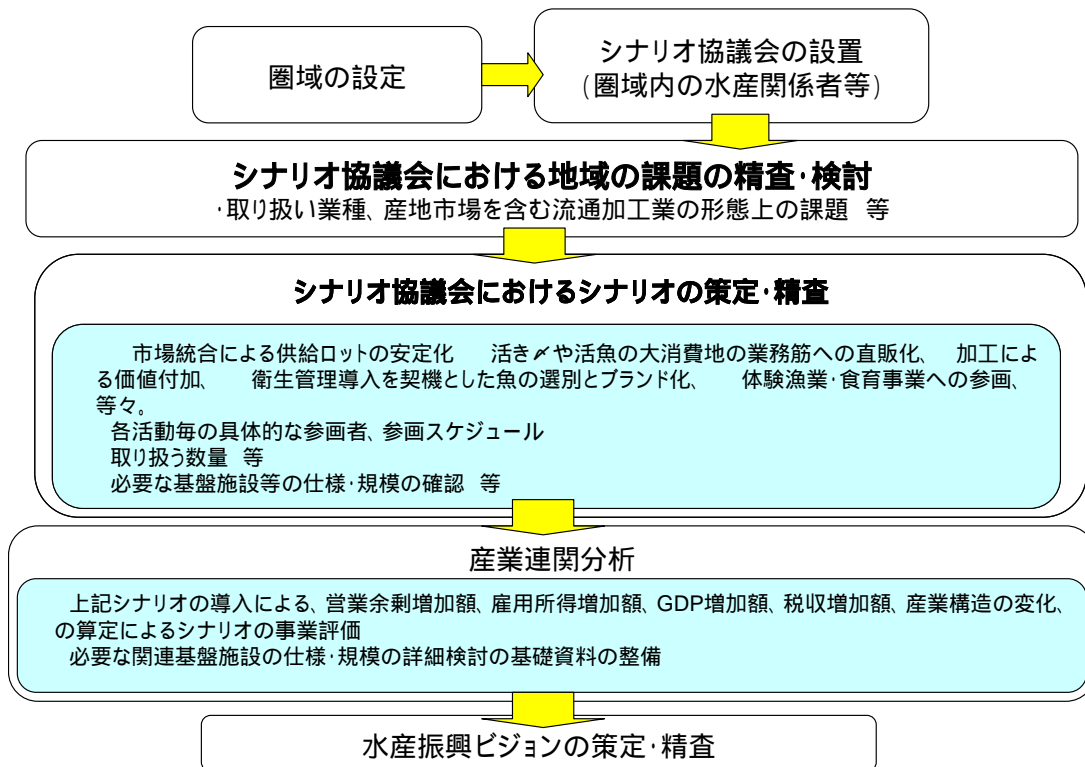 圏域の設定
シナリオ協議会の設置
(圏域内の水産関係者等)
シナリオ協議会における地域の課題の精査･検討
･取り扱い業種、産地市場を含む流通加工業の形態上の課題 等
シナリオ協議会におけるシナリオの策定･精査
市場統合による供給ロットの安定化 活き〆や活魚の大消費地の業務筋への直販化、 加工によ
る価値付加、 衛生管理導入を契機とした魚の選別とブランド化、 体験漁業･食育事業への参画、
等々。
各活動毎の具体的な参画者、参画スケジュール
取り扱う数量 等
必要な基盤施設等の仕様･規模の確認 等
産業連関分析
上記シナリオの導入による、営業余剰増加額、雇用所得増加額、GDP増加額、税収増加額、産業構造の変化、
の算定によるシナリオの事業評価
必要な関連基盤施設の仕様･規模の詳細検討の基礎資料の整備
水産振興ビジョンの策定･精査